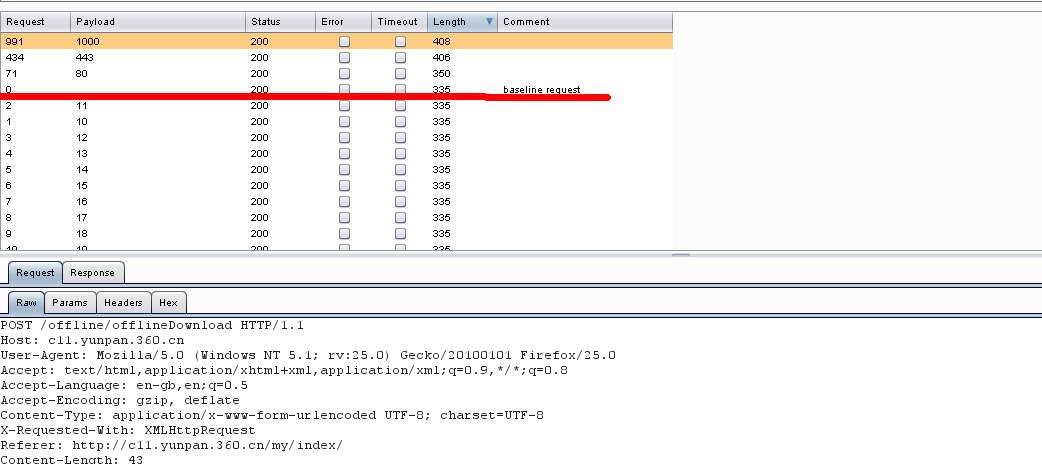 Request Payload Status Error Timeout Length Comment
991 1000 200 408
434 443 200 406
71 80 200 350
0 200 335 baseline request
2 11 200 335
1 10 200 335
3 12 200 335
4 13 200 335
5 14 200 335
6 15 200 335
7 16 200 335
8 17 200 335
9 18 200 335
10 19 200 335
Request Response
Raw Params Headers Hex
POST /offline/offlineDownload HTTP/1.1
Host: c11.yunpan.360.cn
User-Agent: Mozilla/5.0 (Windows NT 5.1; rv:25.0) Gecko/20100101 Firefox/25.0
Accept: text/html,application/xhtml+xml,application/xml;q=0.9,*/*;q=0.8
Accept-Language: en-gb,en;q=0.5
Accept-Encoding: gzip, deflate
Content-Type: application/x-www-form-urlencoded UTF-8; charset=UTF-8
X-Requested-With: XMLHttpRequest
Referer: http://c11.yunpan.360.cn/my/index/
Content-Length: 43